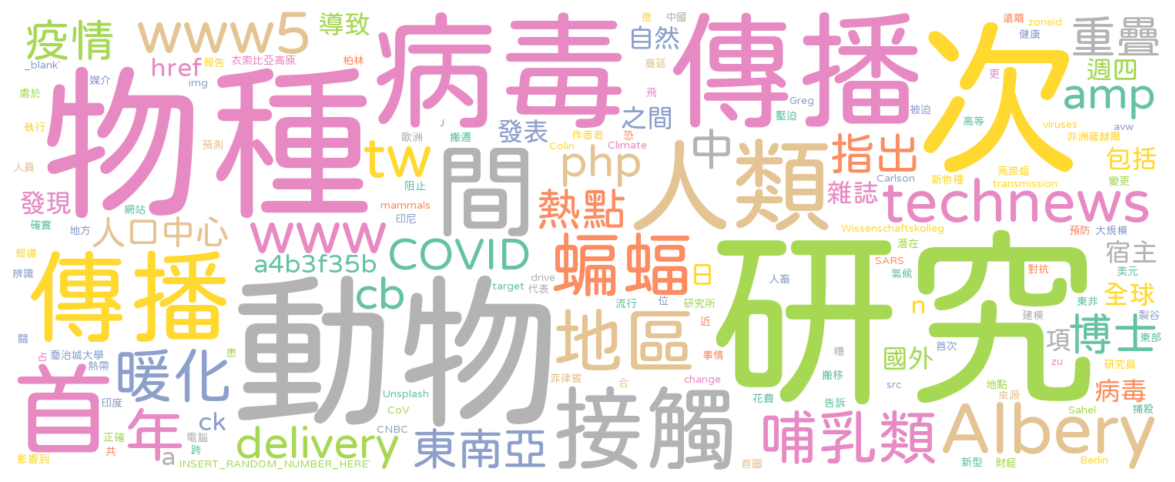 疫情
www5
導致
病毒
傳播
億
中國
自然
遠離
zoneid
健康
重疊
次
_blank'
媒介
href
報告
衣索比亞高原
柏林
img
蔓延
更
週四
amp
物種
處於
飛
Greg
壓迫
被迫
之間
執行
預測
J
歐洲
搬遷
發表
作者者
恐
Colin
Climate
高等
viruses
avw
非洲薩赫爾
tw
間
php
中
人類
指出
Carlson
包括
人員
阻止
新物種
馬蹄蝠
transmission
變更
發現
網站
mammals
印尼
熱點
雜誌
technews
確實
地方
人口中心
www
COVID
Wissenschaftskolleg
預防
大規模
報導
辨識
傳播
a4b3f35b
cb
drive
代表
target
蝙蝠
日
人畜
潛在
氣候
SARS
對抗
宿主
美元
研究
動物
流行
位
研究所
n
全球
東非
裂谷
關
占
喬治城大學
熱帶
暖化
患
近
地區
事情
種
建模
項
博士
東部
首次
國外
首
印度
年
ck
Unsplash
CoV
CNBC
菲律賓
合
change
搬移
src
地點
zu
研究員
來源
病毒
接觸
花費
告訴
Sahel
捕殺
正確
共
電腦
跨
a
delivery
東南亞
哺乳類
Albery
影響到
INSERT_RANDOM_NUMBER_HERE'
首圖
新型
財經
Berlin